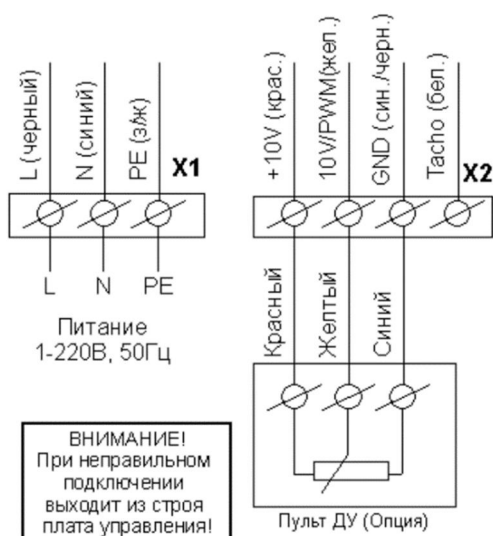 L (черный)
N (синий)
PE (з/ж)
X1
L
N
PE
Питание
1-220В, 50Гц
ВНИМАНИЕ!
При неправильном
подключении
выходит из строя
плата управления!
+10V (крас.)
10V/PWM(жел.)
GND (син./черн.)
Tacho (бел.)
X2
Красный
Желтый
Синий
Пульт ДУ (Опция)